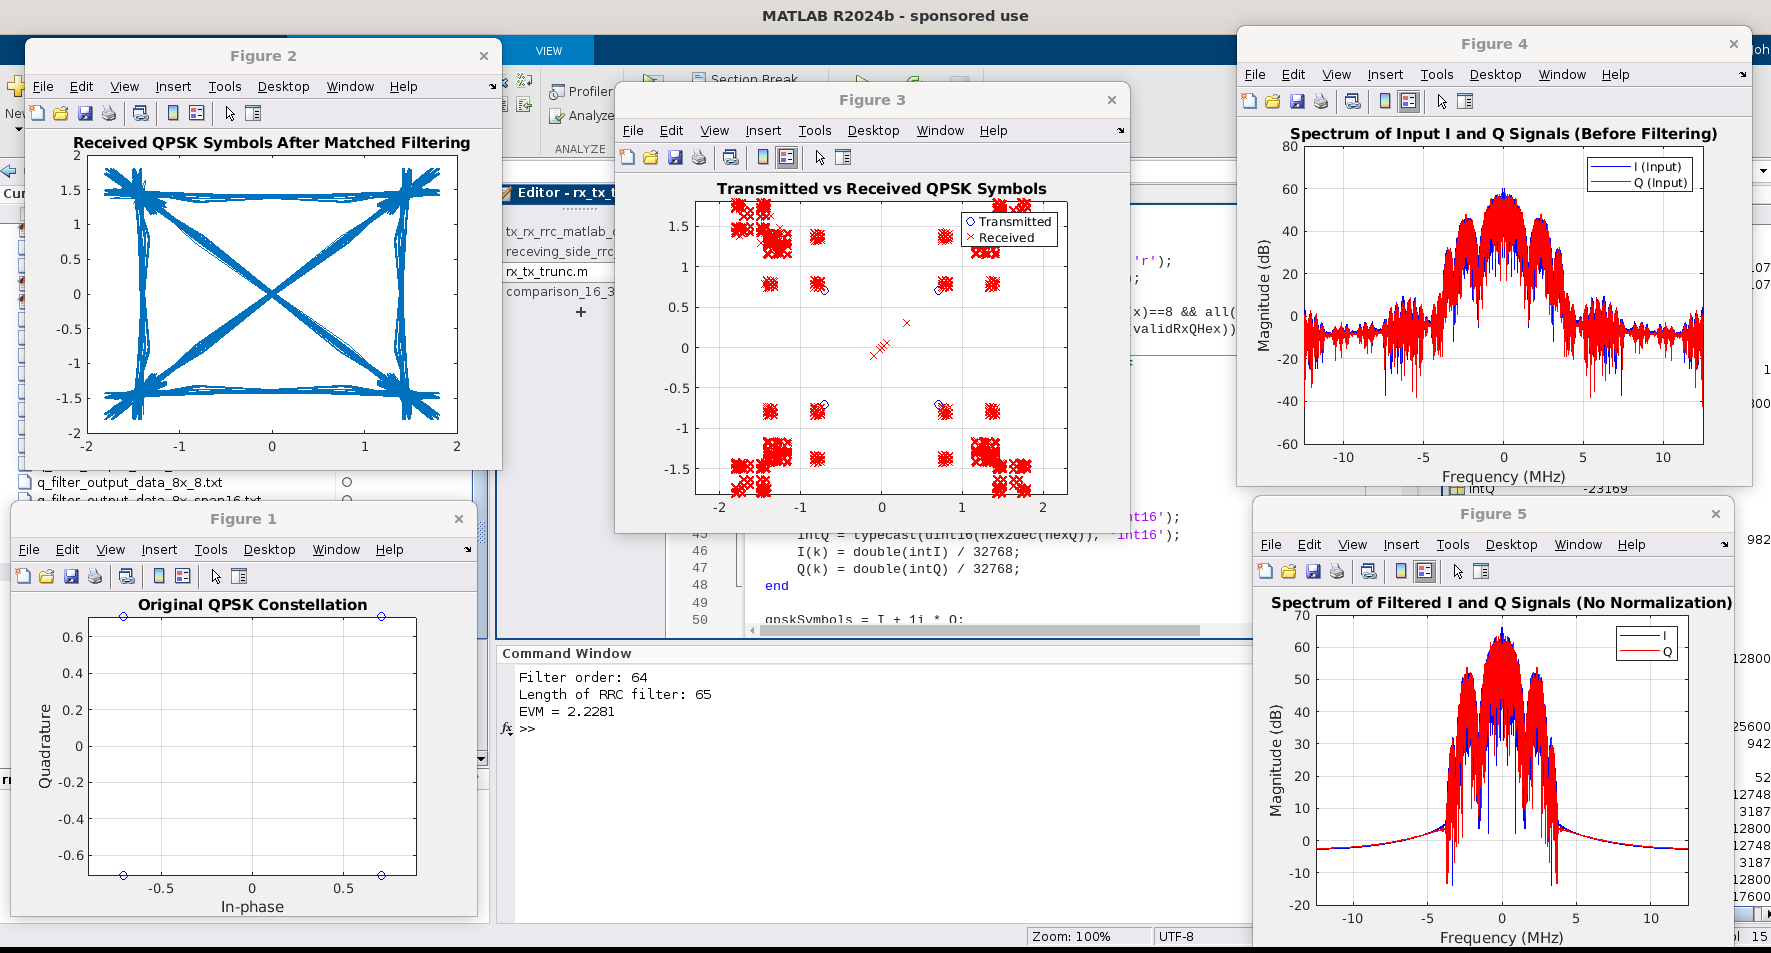 MATLAB R2024b - sponsored use
VIEW
Section Break
Profiler
Analyze
ANALYZE
Figure 2
File Edit View Insert Tools Desktop Window Help
Received QPSK Symbols After Matched Filtering
2
1.5
1
0.5
0
-0.5
-1
-1.5
-2
-2 -1 0 1 2
q_filter_output_data_8x_8.txt
q_filter_output_data_8x_span16.txt
Figure 1
File Edit View Insert Tools Desktop Window Help
Original QPSK Constellation
0.6
0.4
0.2
0
-0.2
-0.4
-0.6
Quadrature
-0.5 0 0.5
In-phase
Editor - rx_tx_t
tx_rx_rrc_matlab_c
receving_side_rrc_
rx_tx_trunc.m
comparison_16_3
+
Figure 3
File Edit View Insert Tools Desktop Window Help
Transmitted vs Received QPSK Symbols
Transmitted
Received
1.5
1
0.5
0
-0.5
-1
-1.5
-2 -1 0 1 2
'r');
;
x)==8 && all(
(validRxQHex))
nt16');
45 intQ = typecast(uint16(hex2dec(hexQ)), 'int16');
46 I(k) = double(intI) / 32768;
47 Q(k) = double(intQ) / 32768;
48 end
49
50 qpskSymbols = I + 1i * Q;
Command Window
Filter order: 64
Length of RRC filter: 65
EVM = 2.2281
fx >>
Zoom: 100% UTF-8
Figure 4
File Edit View Insert Tools Desktop Window Help
Spectrum of Input I and Q Signals (Before Filtering)
I (Input)
Q (Input)
80
60
40
20
0
-20
-40
-60
Magnitude (dB)
-10 -5 0 5 10
Frequency (MHz)
intQ -23169
Figure 5
File Edit View Insert Tools Desktop Window Help
Spectrum of Filtered I and Q Signals (No Normalization)
I
Q
70
60
50
40
30
20
10
0
-10
-20
Magnitude (dB)
-10 -5 0 5 10
Frequency (MHz)
982
12800
25600
942
52
12748
3187
12800
12748
3187
12800
17600
15